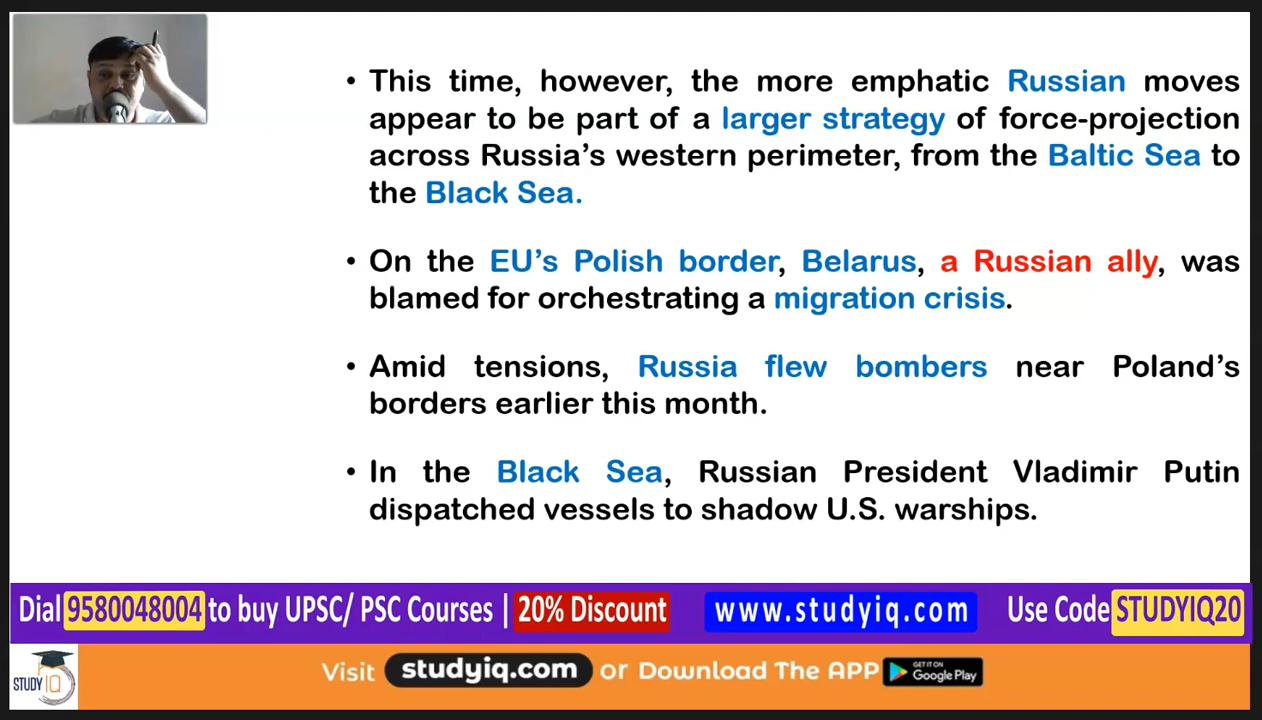 • This time, however, the more emphatic Russian moves
appear to be part of a larger strategy of force-projection
across Russia's western perimeter, from the Baltic Sea to
the Black Sea.
• On the EU's Polish border, Belarus, a Russian ally, was
blamed for orchestrating a migration crisis.
• Amid tensions, Russia flew bombers near Poland's
borders earlier this month.
• In the Black Sea, Russian President Vladimir Putin
dispatched vessels to shadow U.S. warships.
Dial 9580048004 to buy UPSC/ PSC Courses | 20% Discount www.studyiq.com Use Code STUDYIQ20
STUDY IQ Visit studyiq.com or Download The APP GET IT ON Google Play